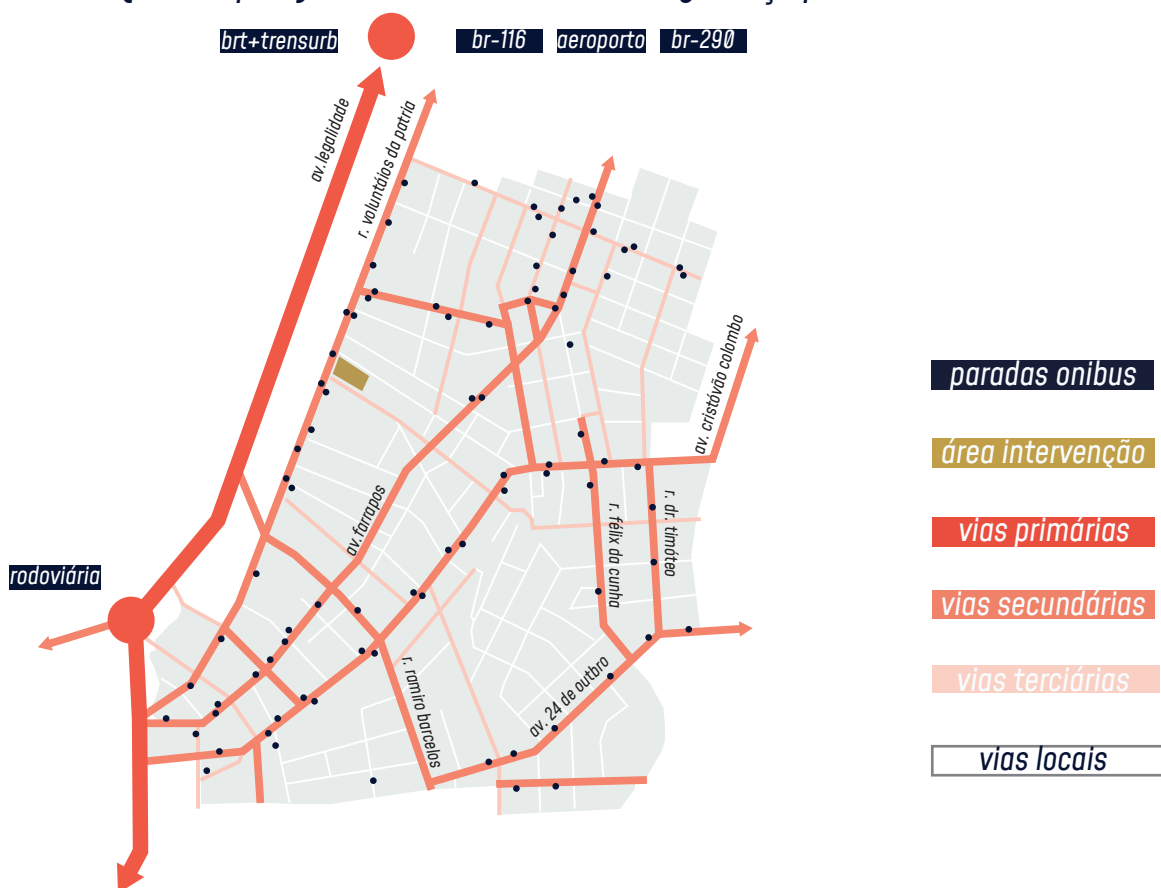 brt+trensurb
br-116
aeroporto
br-290
av.legalidade
r. voluntáios da patria
av. cristóvão colombo
paradas onibus
área intervenção
av.farrapos
r. félix da cunha
r. dr. timóteo
vias primárias
rodoviária
vias secundárias
r. ramiro barcelos
av. 24 de outbro
vias terciárias
vias locais